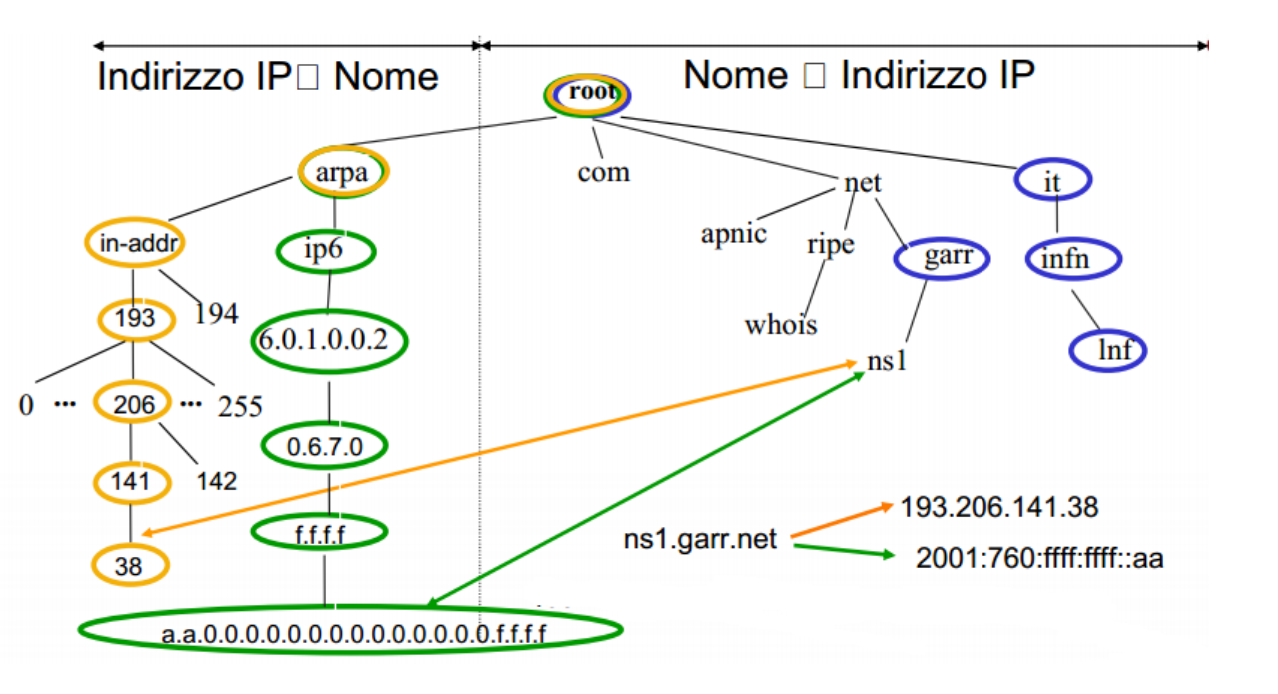 Indirizzo IP□ Nome
Nome □ Indirizzo IP
root
arpa
com
net
it
in-addr
ip6
apnic
ripe
garr
infn
193
194
6.0.1.0.0.2
whois
lnf
ns1
0 ... 206 ... 255
0.6.7.0
141
142
f.f.f.f
38
ns1.garr.net
193.206.141.38
2001:760:ffff:ffff::aa
a.a.0.0.0.0.0.0.0.0.0.0.0.0.0.0.f.f.f.f